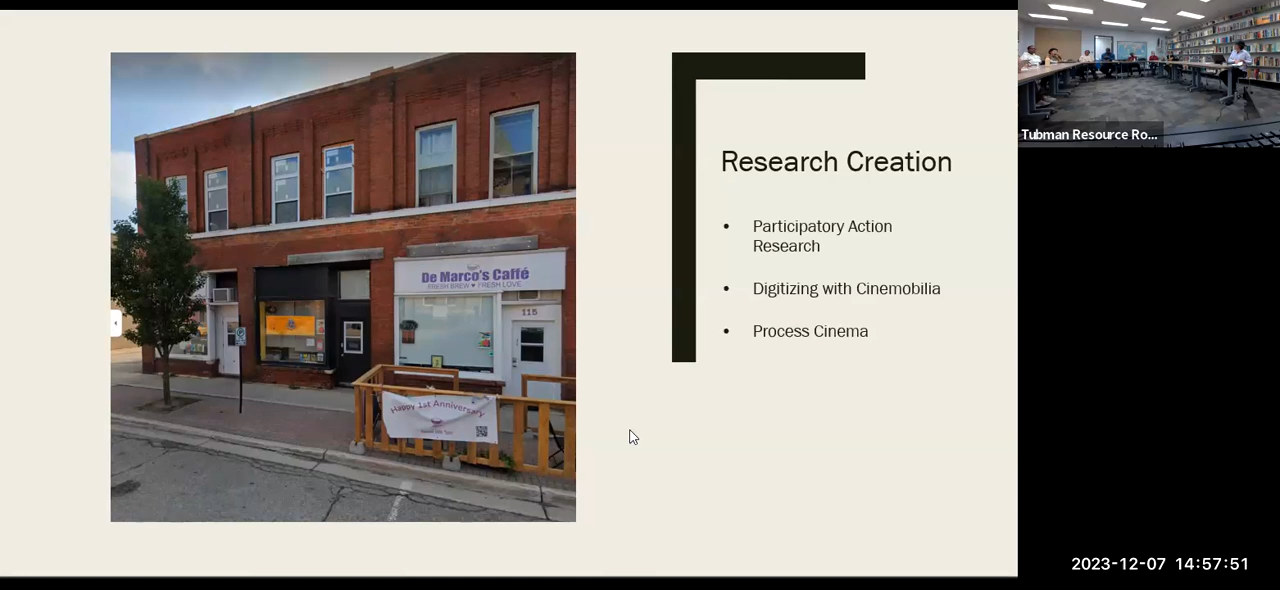 De Marco's Caffé
FRESH BREW ♥ FRESH LOVE
115
Happy 1st Anniversary
Research Creation
• Participatory Action
Research
• Digitizing with Cinemobilia
• Process Cinema
Tubman Resource Ro...
2023-12-07 14:57:51